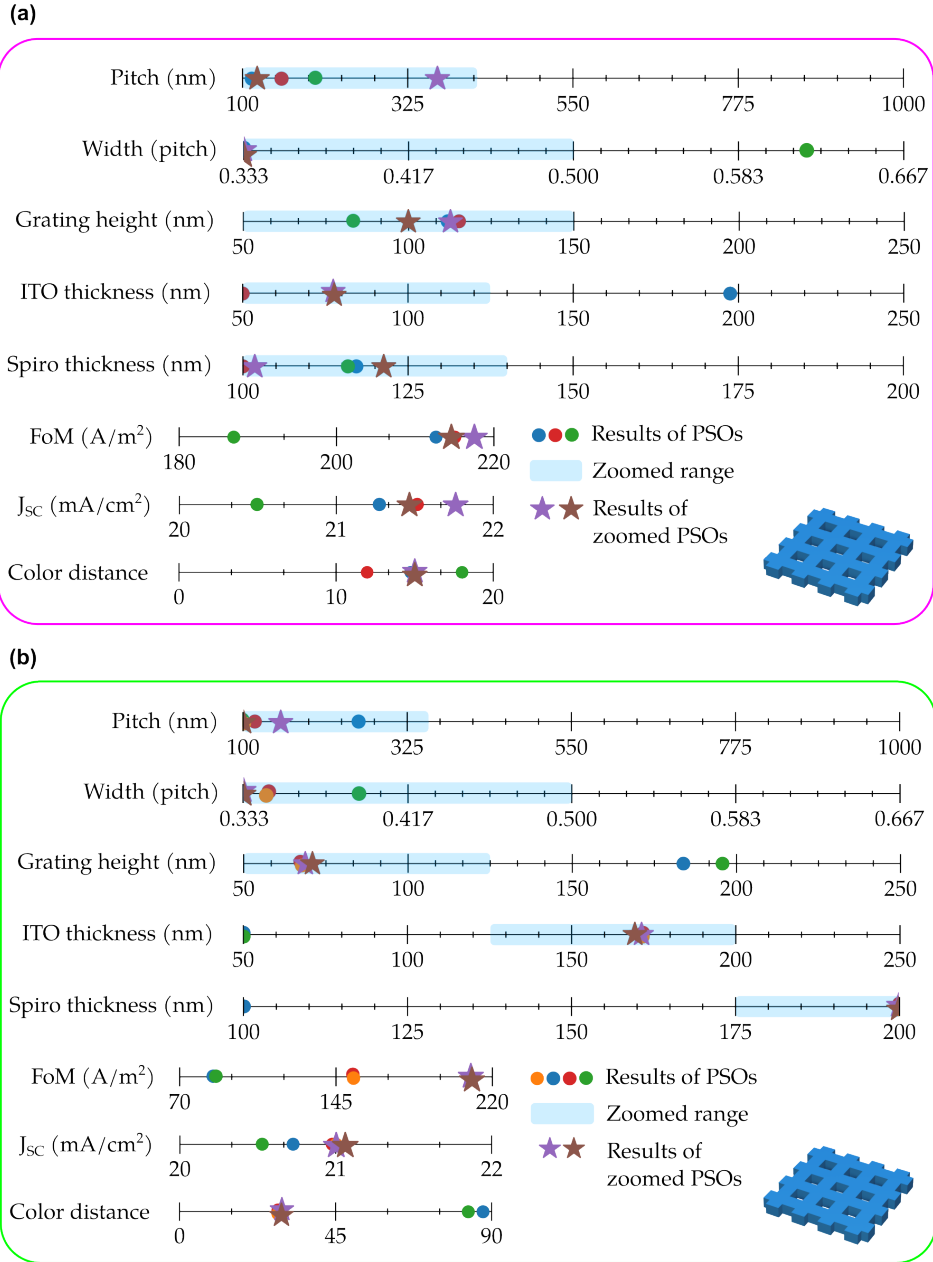 (a)
Pitch (nm)
100 325 550 775 1000
Width (pitch)
0.333 0.417 0.500 0.583 0.667
Grating height (nm)
50 100 150 200 250
ITO thickness (nm)
50 100 150 200 250
Spiro thickness (nm)
100 125 150 175 200
FoM (A/m²)
180 200 220
Results of PSOs
Zoomed range
J_SC (mA/cm²)
20 21 22
Results of
zoomed PSOs
Color distance
0 10 20
(b)
Pitch (nm)
100 325 550 775 1000
Width (pitch)
0.333 0.417 0.500 0.583 0.667
Grating height (nm)
50 100 150 200 250
ITO thickness (nm)
50 100 150 200 250
Spiro thickness (nm)
100 125 150 175 200
FoM (A/m²)
70 145 220
Results of PSOs
Zoomed range
J_SC (mA/cm²)
20 21 22
Results of
zoomed PSOs
Color distance
0 45 90